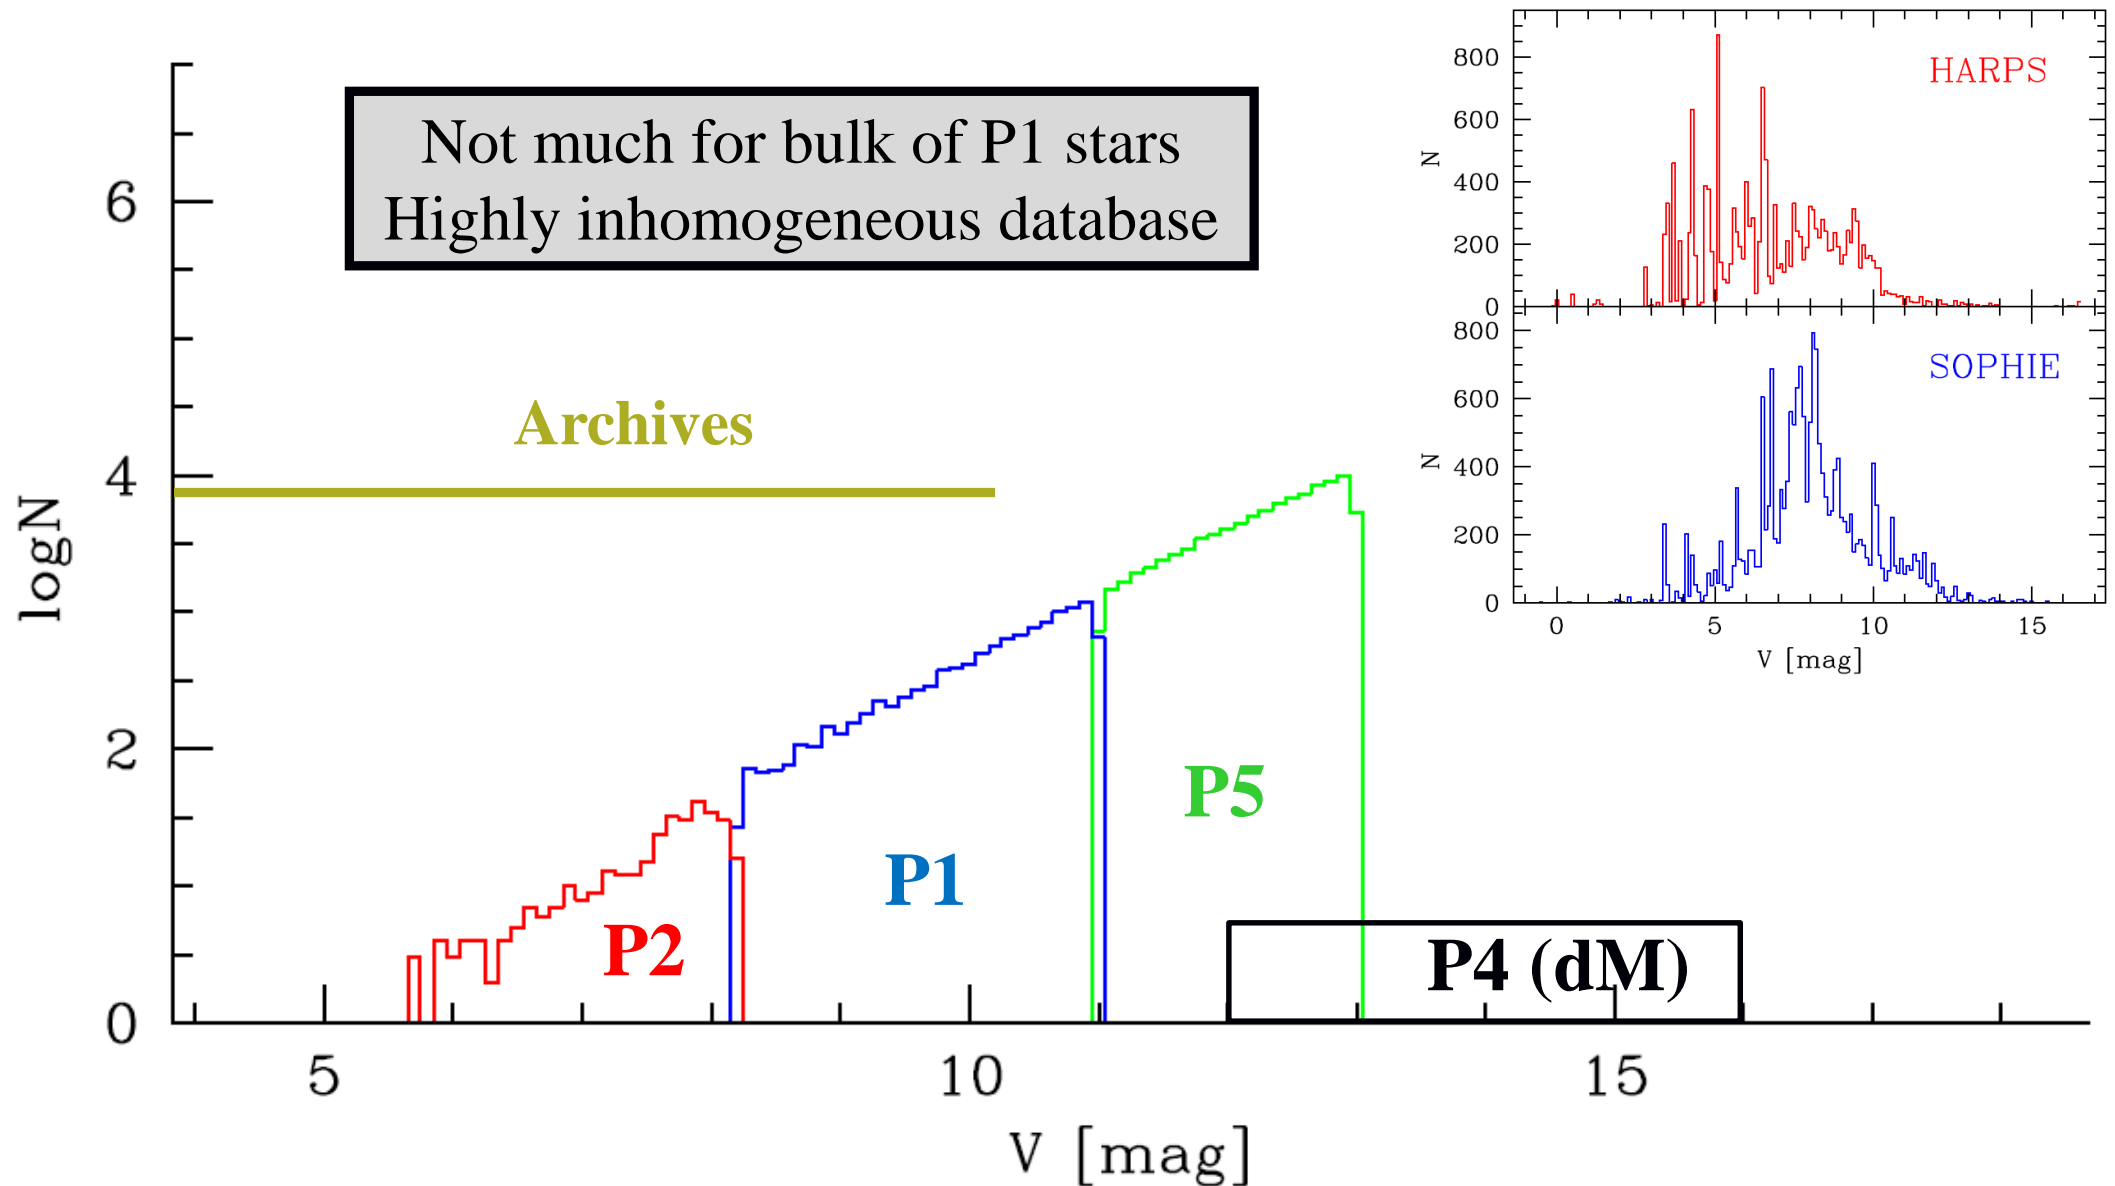 Not much for bulk of P1 stars
Highly inhomogeneous database
Archives
logN
6
4
2
0
P2
P1
P5
P4 (dM)
5 10 15
V [mag]
HARPS
N
800
600
400
200
0
SOPHIE
N
800
600
400
200
0
0 5 10 15
V [mag]